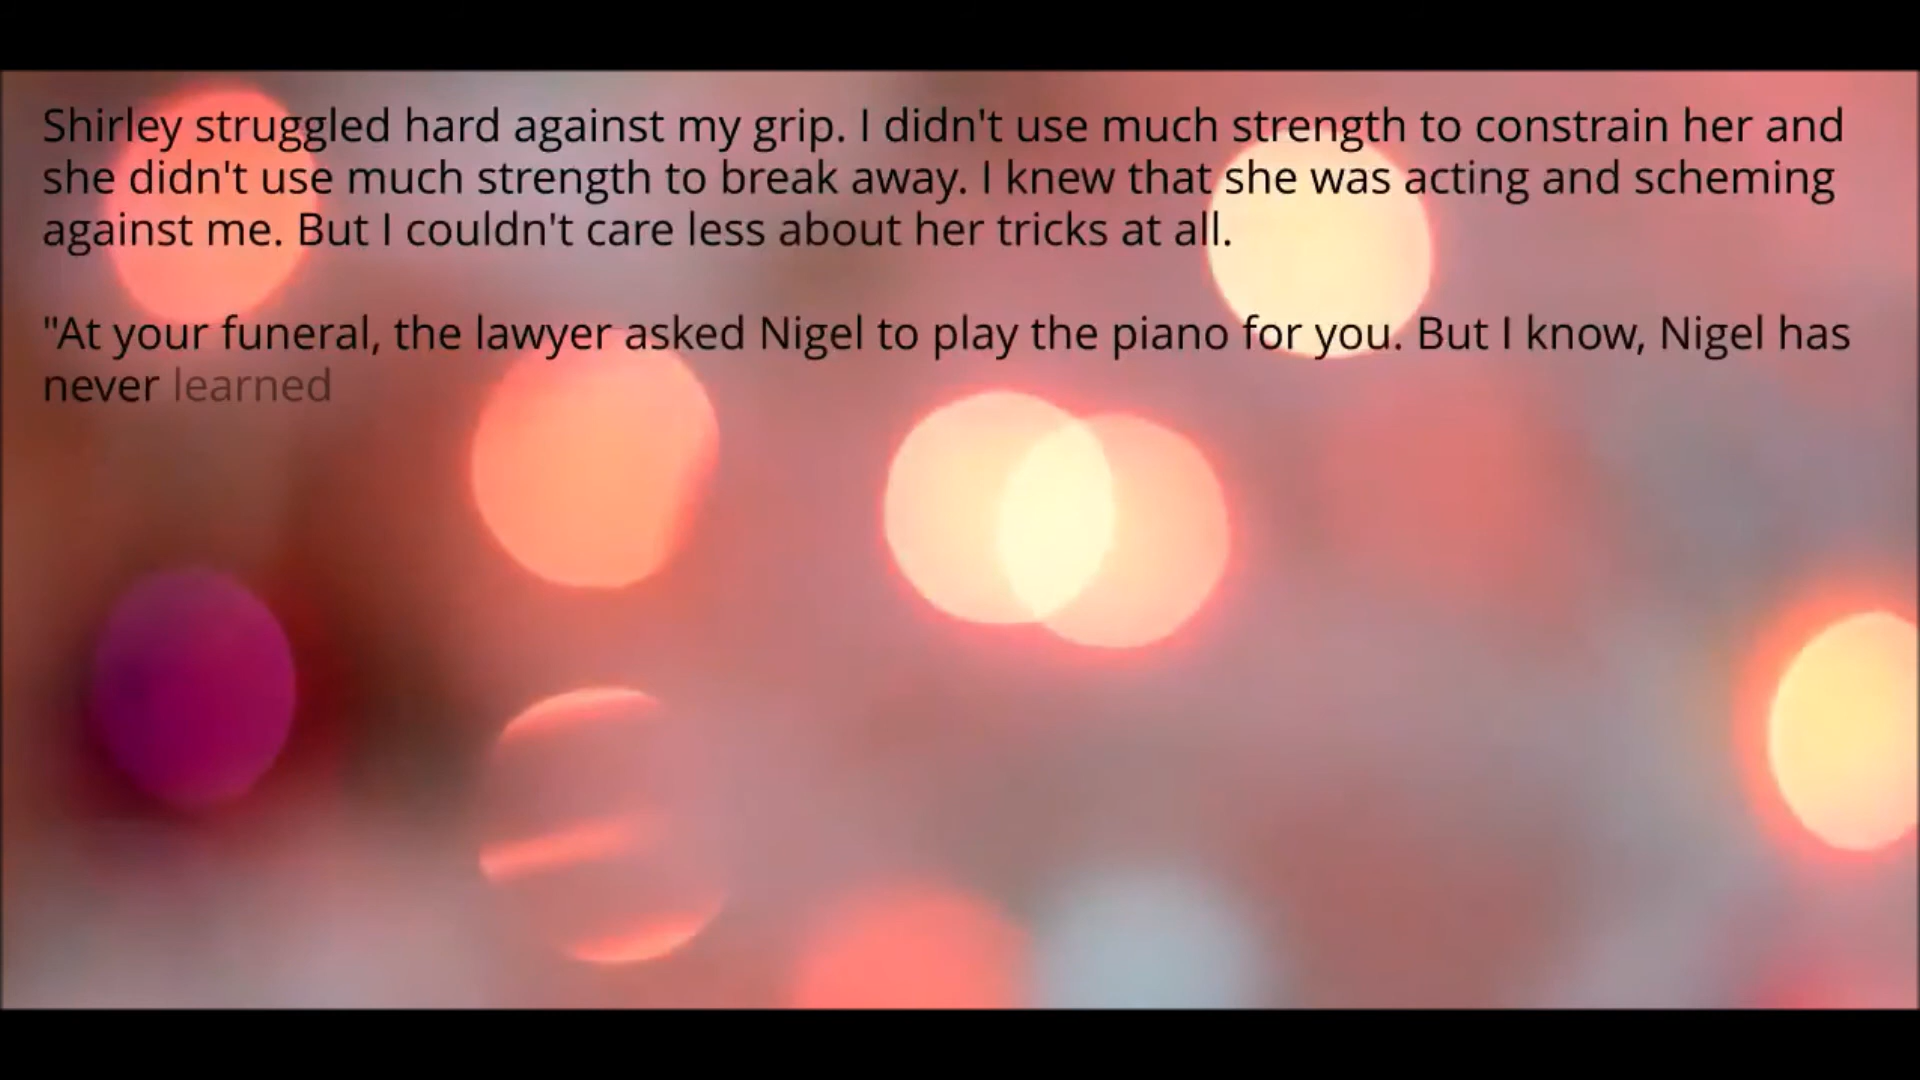 Shirley struggled hard against my grip. I didn't use much strength to constrain her and
she didn't use much strength to break away. I knew that she was acting and scheming
against me. But I couldn't care less about her tricks at all.
"At your funeral, the lawyer asked Nigel to play the piano for you. But I know, Nigel has
never learned